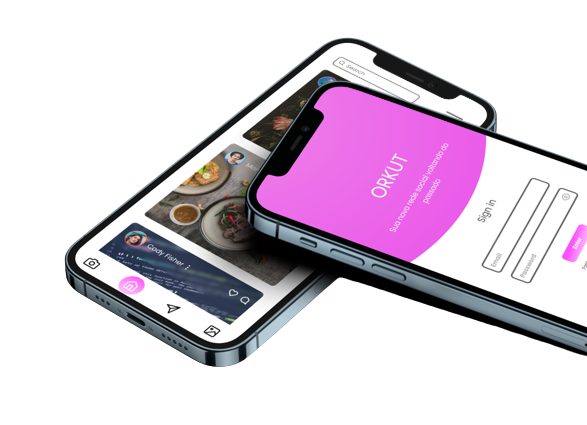 Search
Cody Fisher
ORKUT
Sua nova rede social voltando do
passado
Sign in
Email
Password